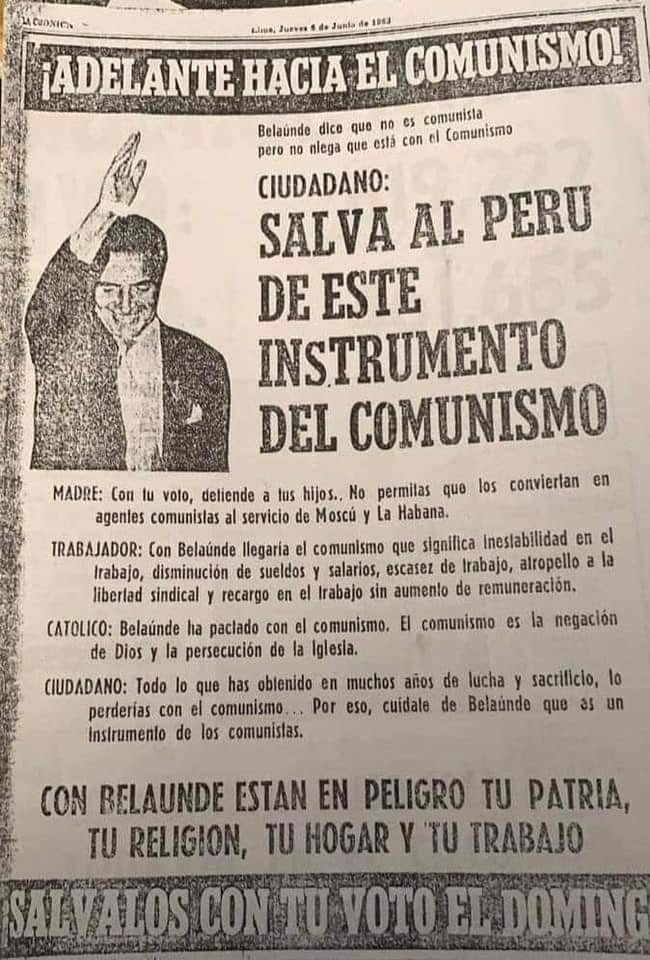 LA CRONICA
Lima, Jueves 6 de Junio de 1963
¡ADELANTE HACIA EL COMUNISMO!
Belaúnde dice que no es comunista
pero no niega que está con el Comunismo
CIUDADANO:
SALVA AL PERU
DE ESTE
INSTRUMENTO
DEL COMUNISMO
MADRE: Con tu voto, defiende a tus hijos.. No permitas que los conviertan en
agentes comunistas al servicio de Moscú y La Habana.
TRABAJADOR: Con Belaúnde llegaría el comunismo que significa inestabilidad en el
trabajo, disminución de sueldos y salarios, escasez de trabajo, atropello a la
libertad sindical y recargo en el trabajo sin aumento de remuneración.
CATOLICO: Belaúnde ha pactado con el comunismo. El comunismo es la negación
de Dios y la persecución de la Iglesia.
CIUDADANO: Todo lo que has obtenido en muchos años de lucha y sacrificio, lo
perderías con el comunismo... Por eso, cuídate de Belaúnde que es un
instrumento de los comunistas.
CON BELAUNDE ESTAN EN PELIGRO TU PATRIA,
TU RELIGION, TU HOGAR Y TU TRABAJO
SALVALOS CON TU VOTO EL DOMING